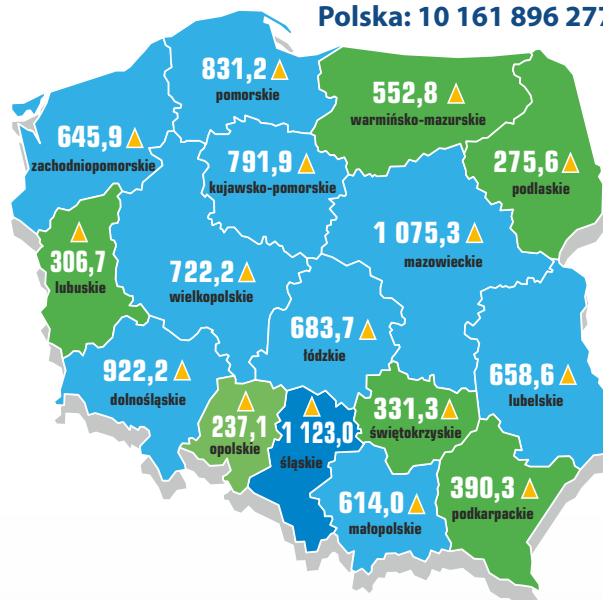 Polska: 10 161 896 277
831,2
pomorskie
552,8
warmińsko-mazurskie
645,9
zachodniopomorskie
791,9
kujawsko-pomorskie
275,6
podlaskie
306,7
lubuskie
722,2
wielkopolskie
1 075,3
mazowieckie
683,7
łódzkie
922,2
dolnośląskie
658,6
lubelskie
237,1
opolskie
1 123,0
śląskie
331,3
świętokrzyskie
614,0
małopolskie
390,3
podkarpackie